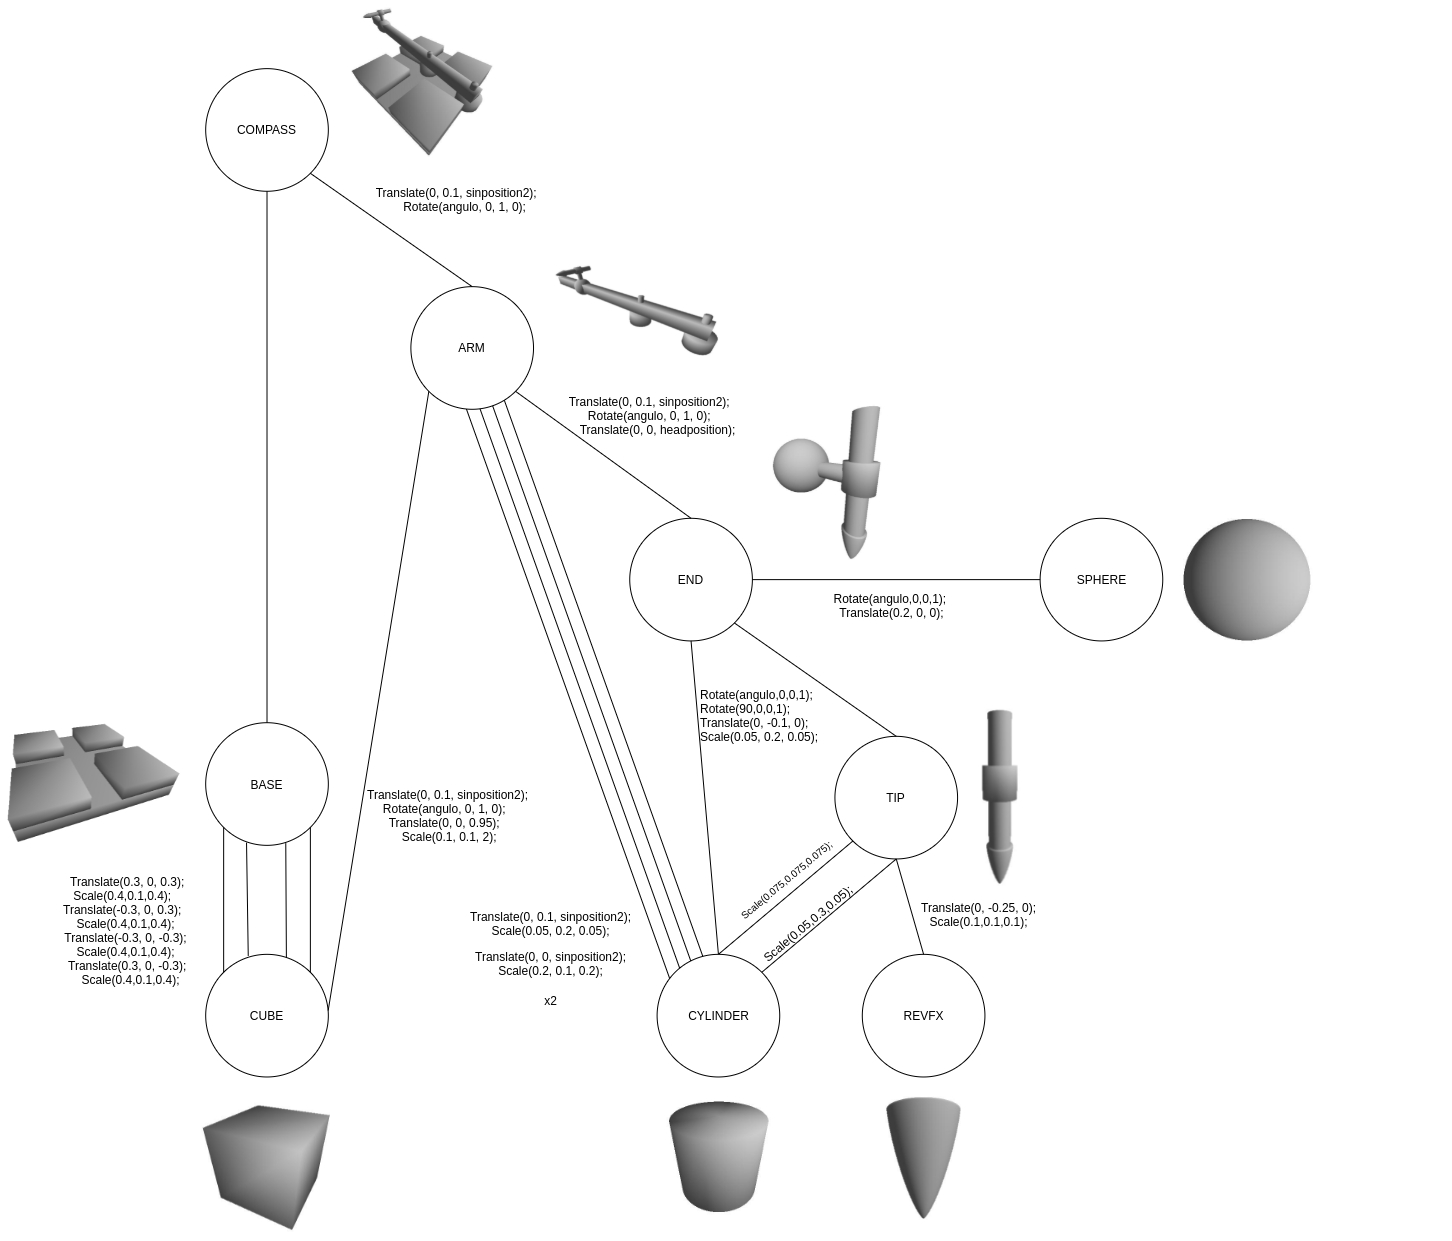 COMPASS
Translate(0, 0.1, sinposition2);
Rotate(angulo, 0, 1, 0);
ARM
Translate(0, 0.1, sinposition2);
Rotate(angulo, 0, 1, 0);
Translate(0, 0, headposition);
END
SPHERE
Rotate(angulo,0,0,1);
Translate(0.2, 0, 0);
Rotate(angulo,0,0,1);
Rotate(90,0,0,1);
Translate(0, -0.1, 0);
Scale(0.05, 0.2, 0.05);
BASE
TIP
Translate(0, 0.1, sinposition2);
Rotate(angulo, 0, 1, 0);
Translate(0, 0, 0.95);
Scale(0.1, 0.1, 2);
Scale(0.075,0.075,0.075);
Scale(0.05,0.3,0.05);
Translate(0.3, 0, 0.3);
Scale(0.4,0.1,0.4);
Translate(-0.3, 0, 0.3);
Scale(0.4,0.1,0.4);
Translate(-0.3, 0, -0.3);
Scale(0.4,0.1,0.4);
Translate(0.3, 0, -0.3);
Scale(0.4,0.1,0.4);
Translate(0, 0.1, sinposition2);
Scale(0.05, 0.2, 0.05);
Translate(0, 0, sinposition2);
Scale(0.2, 0.1, 0.2);
x2
Translate(0, -0.25, 0);
Scale(0.1,0.1,0.1);
CUBE
CYLINDER
REVFX